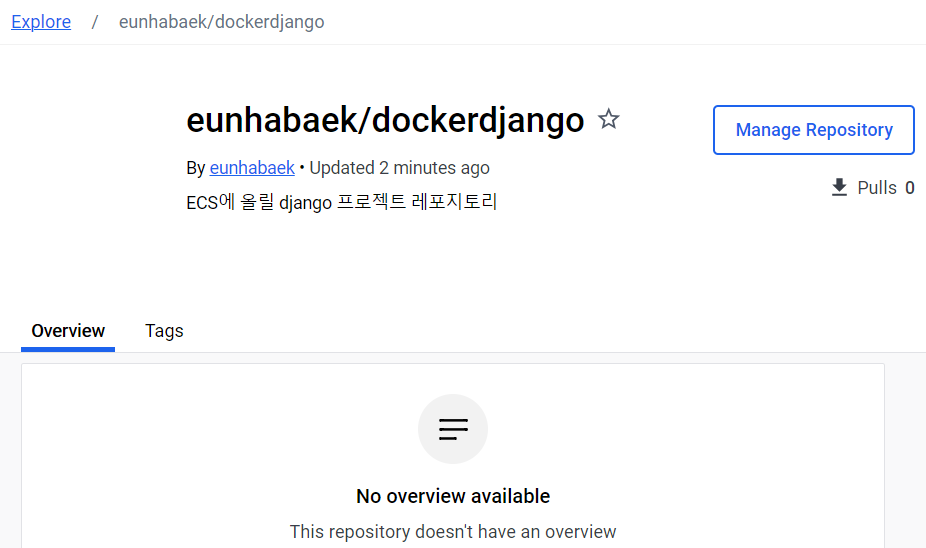 Explore / eunhabaek/dockerdjango
eunhabaek/dockerdjango
Manage Repository
By eunhabaek • Updated 2 minutes ago
Pulls 0
ECS에 올릴 django 프로젝트 레포지토리
Overview Tags
No overview available
This repository doesn't have an overview